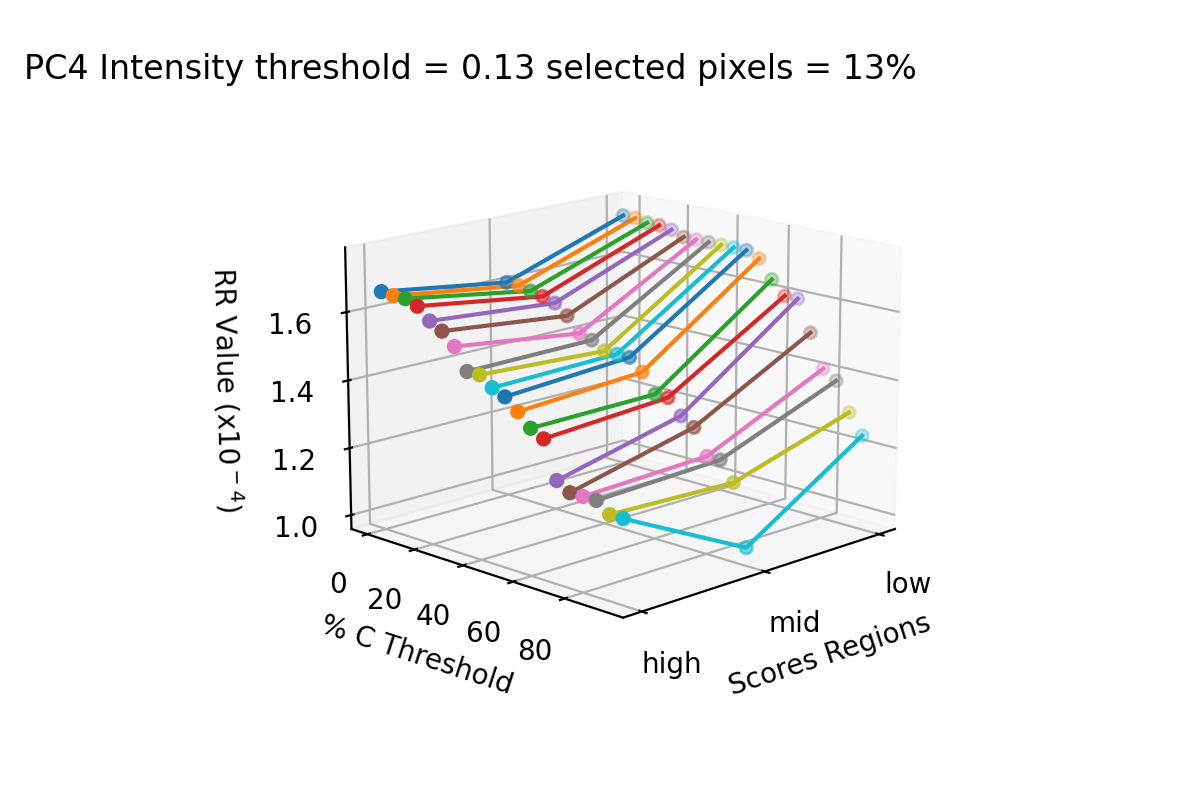 PC4 Intensity threshold = 0.13 selected pixels = 13%
RR Value (x10⁻⁴)
1.6
1.4
1.2
1.0
0
20
40
60
80
% C Threshold
high
mid
low
Scores Regions